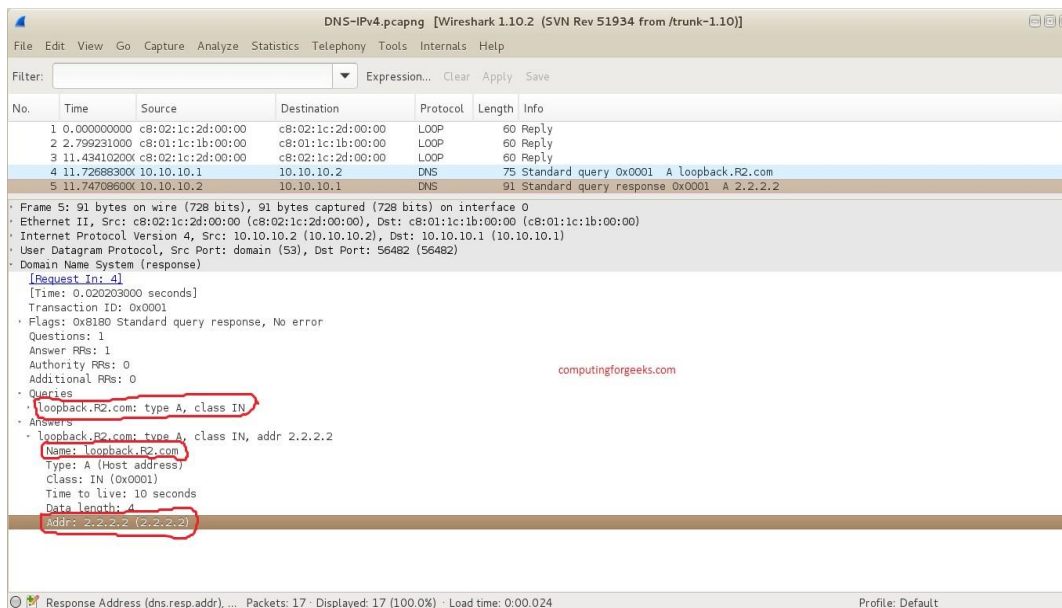 DNS-IPv4.pcapng [Wireshark 1.10.2 (SVN Rev 51934 from /trunk-1.10)]
File Edit View Go Capture Analyze Statistics Telephony Tools Internals Help
Filter: Expression... Clear Apply Save
No. Time Source Destination Protocol Length Info
1 0.000000000 c8:02:1c:2d:00:00 c8:02:1c:2d:00:00 LOOP 60 Reply
2 2.799231000 c8:01:1c:1b:00:00 c8:01:1c:1b:00:00 LOOP 60 Reply
3 11.43410200( c8:02:1c:2d:00:00 c8:02:1c:2d:00:00 LOOP 60 Reply
4 11.72688300( 10.10.10.1 10.10.10.2 DNS 75 Standard query 0x0001 A loopback.R2.com
5 11.74708600( 10.10.10.2 10.10.10.1 DNS 91 Standard query response 0x0001 A 2.2.2.2
Frame 5: 91 bytes on wire (728 bits), 91 bytes captured (728 bits) on interface 0
Ethernet II, Src: c8:02:1c:2d:00:00 (c8:02:1c:2d:00:00), Dst: c8:01:1c:1b:00:00 (c8:01:1c:1b:00:00)
Internet Protocol Version 4, Src: 10.10.10.2 (10.10.10.2), Dst: 10.10.10.1 (10.10.10.1)
User Datagram Protocol, Src Port: domain (53), Dst Port: 56482 (56482)
Domain Name System (response)
[Request In: 4]
[Time: 0.020203000 seconds]
Transaction ID: 0x0001
Flags: 0x8180 Standard query response, No error
Questions: 1
Answer RRs: 1
Authority RRs: 0
computingforgeeks.com
Additional RRs: 0
Queries
loopback.R2.com: type A, class IN
Answers
loopback.R2.com: type A, class IN, addr 2.2.2.2
Name: loopback.R2.com
Type: A (Host address)
Class: IN (0x0001)
Time to live: 10 seconds
Data length: 4
Addr: 2.2.2.2 (2.2.2.2)
Response Address (dns.resp.addr), ... Packets: 17 · Displayed: 17 (100.0%) · Load time: 0:00.024 Profile: Default